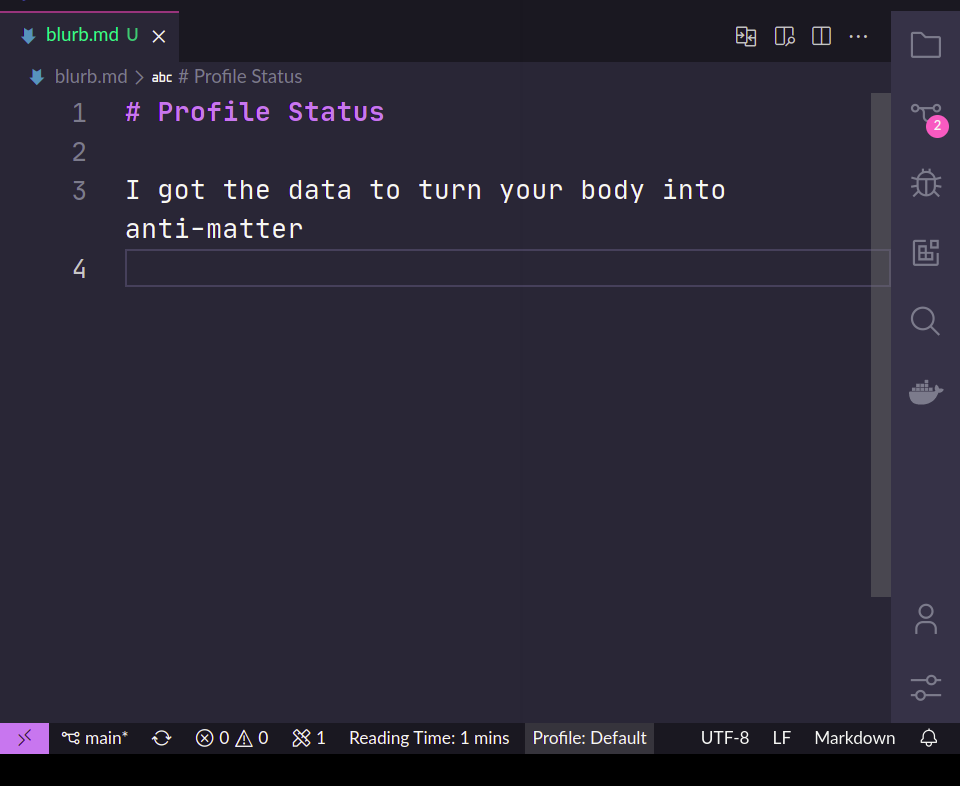 blurb.md U
blurb.md > abc # Profile Status
1 # Profile Status
2
3 I got the data to turn your body into
anti-matter
4
2
main* 0 0 1 Reading Time: 1 mins Profile: Default UTF-8 LF Markdown